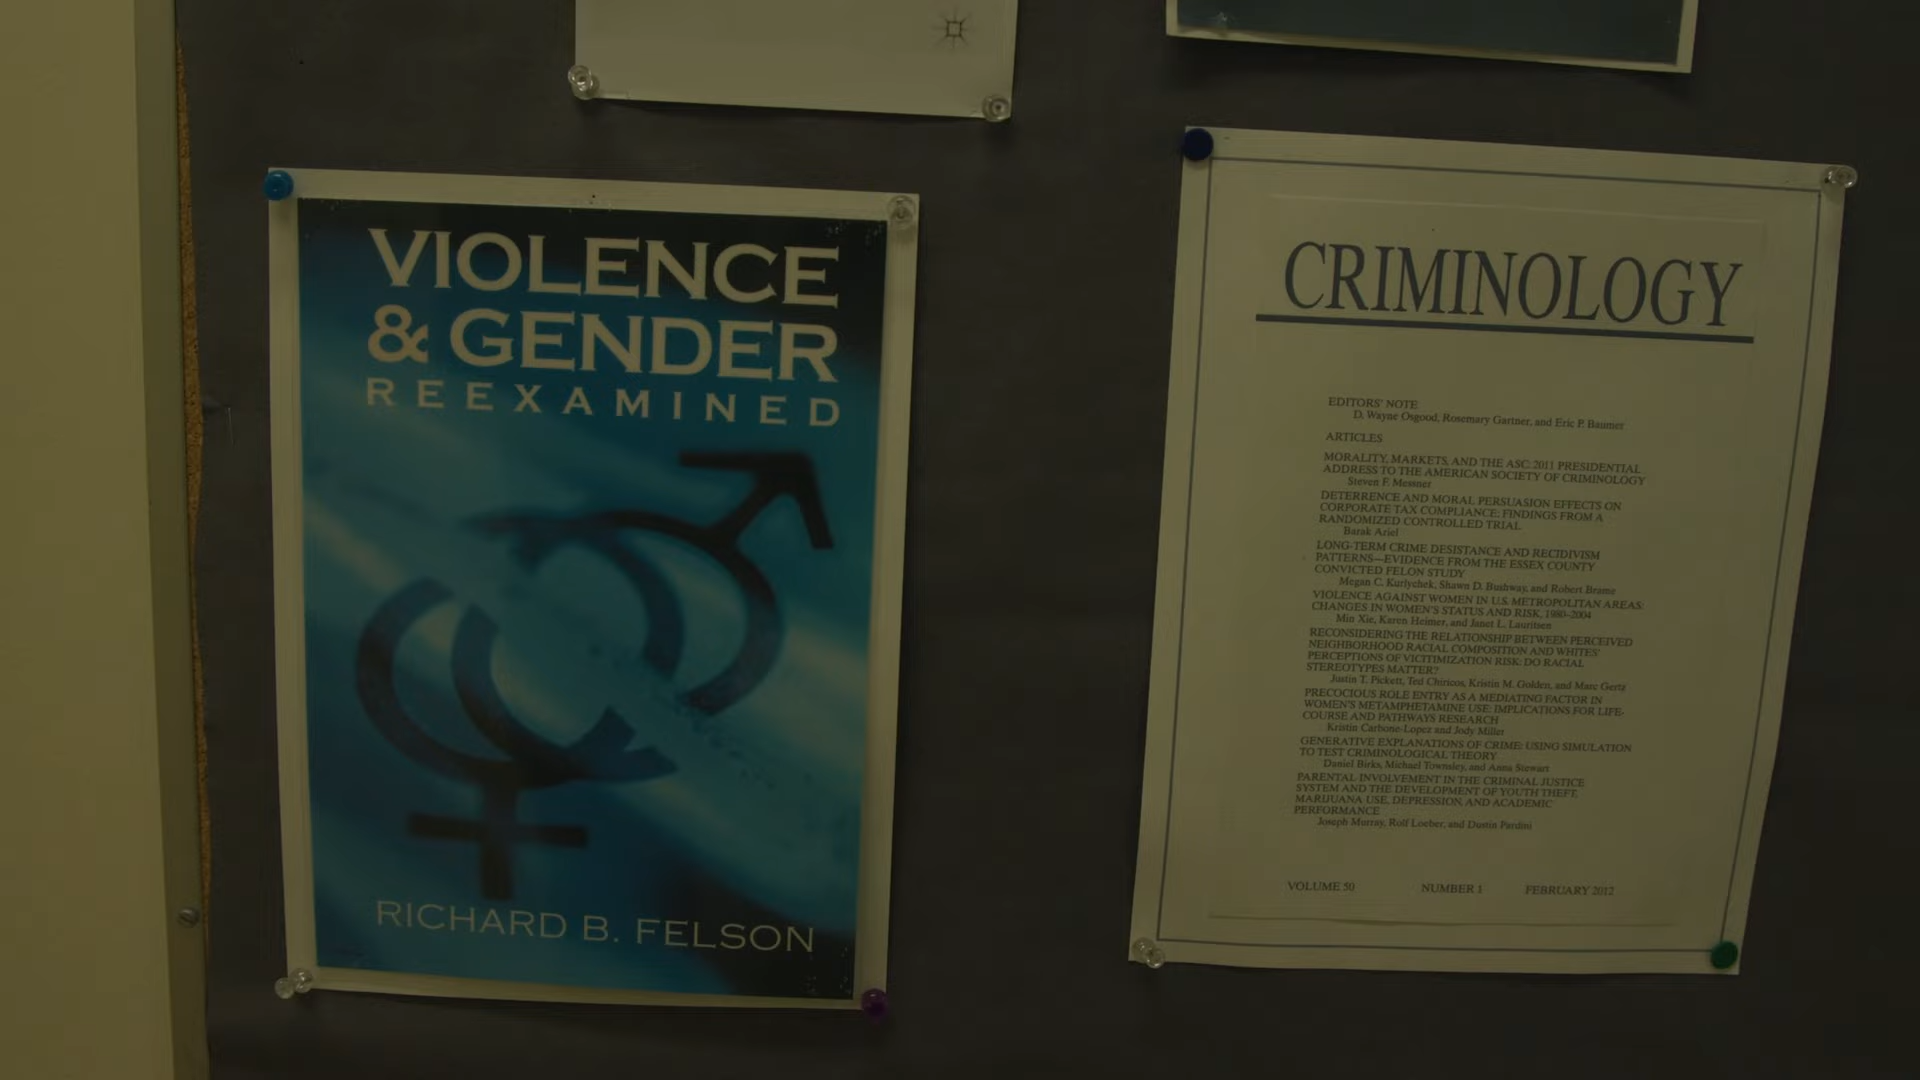 VIOLENCE
& GENDER
REEXAMINED
RICHARD B. FELSON
CRIMINOLOGY
EDITORS' NOTE
D. Wayne Osgood, Rosemary Gartner, and Eric P. Baumer
ARTICLES
MORALITY, MARKETS, AND THE ASC: 2011 PRESIDENTIAL
ADDRESS TO THE AMERICAN SOCIETY OF CRIMINOLOGY
Steven F. Messner
DETERRENCE AND MORAL PERSUASION EFFECTS ON
CORPORATE TAX COMPLIANCE: FINDINGS FROM A
RANDOMIZED CONTROLLED TRIAL
Barak Ariel
LONG-TERM CRIME DESISTANCE AND RECIDIVISM
PATTERNS—EVIDENCE FROM THE ESSEX COUNTY
CONVICTED FELON STUDY
Megan C. Kurlychek, Shawn D. Bushway, and Robert Brame
VIOLENCE AGAINST WOMEN IN U.S. METROPOLITAN AREAS:
CHANGES IN WOMEN'S STATUS AND RISK, 1980–2004
Min Xie, Karen Heimer, and Janet L. Lauritsen
RECONSIDERING THE RELATIONSHIP BETWEEN PERCEIVED
NEIGHBORHOOD RACIAL COMPOSITION AND WHITES'
PERCEPTIONS OF VICITIMIZATION RISK: DO RACIAL
STEREOTYPES MATTER?
Justin T. Pickett, Ted Chiricos, Kristin M. Golden, and Marc Gertz
PRECOCIOUS ROLE ENTRY AS A MEDIATING FACTOR IN
WOMEN'S METAMPHETAMINE USE: IMPLICATIONS FOR LIFE-
COURSE AND PATHWAYS RESEARCH
Kristin Carbone-Lopez and Jody Miller
GENERATIVE EXPLANATIONS OF CRIME: USING SIMULATION
TO TEST CRIMINOLOGICAL THEORY
Daniel Birks, Michael Townsley, and Anna Stewart
PARENTAL INVOLVEMENT IN THE CRIMINAL JUSTICE
SYSTEM AND THE DEVELOPMENT OF YOUTH THEFT,
MARIJUANA USE, DEPRESSION, AND ACADEMIC
PERFORMANCE
Joseph Murray, Rolf Loeber, and Dustin Pardini
VOLUME 50 NUMBER 1 FEBRUARY 2012